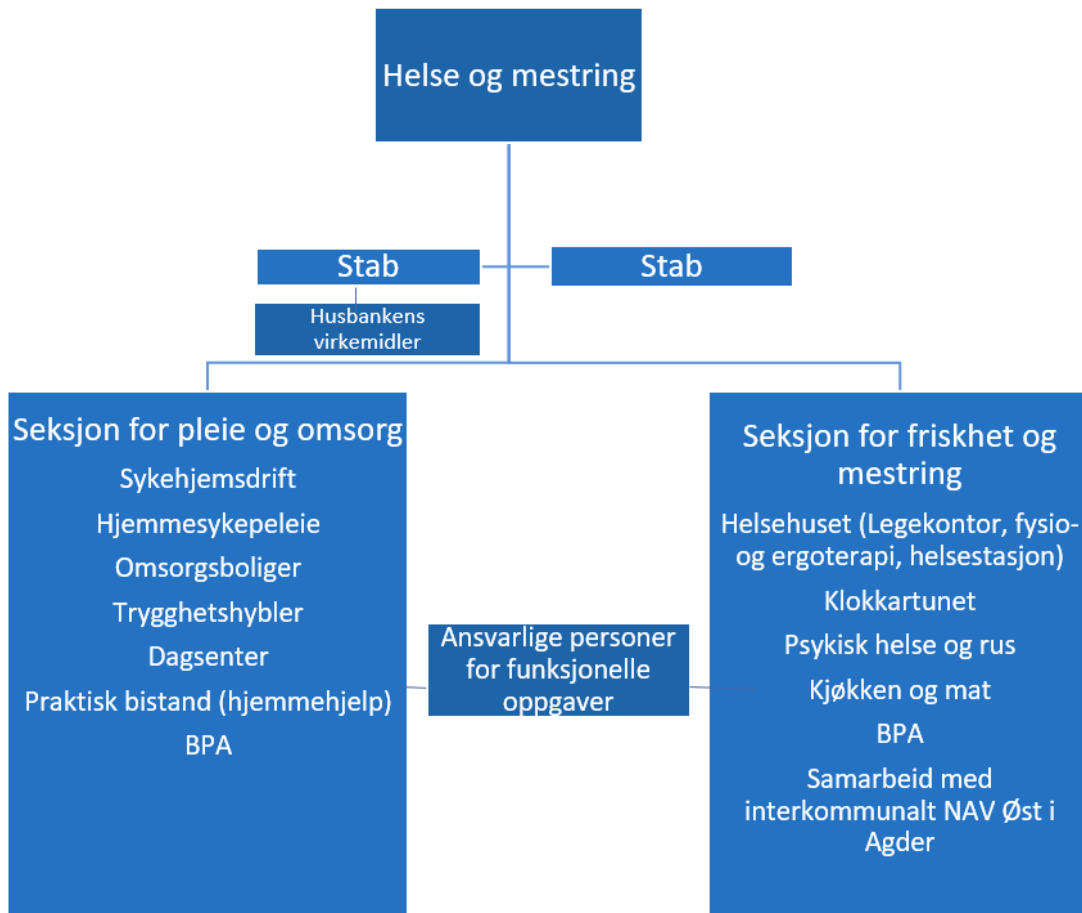 Helse og mestring
Stab
Stab
Husbankens
virkemidler
Seksjon for pleie og omsorg
Sykehjemsdrift
Hjemmesykepeleie
Omsorgsboliger
Trygghetshybler
Dagsenter
Praktisk bistand (hjemmehjelp)
BPA
Ansvarlige personer
for funksjonelle
oppgaver
Seksjon for friskhet og
mestring
Helsehuset (Legekontor, fysio-
og ergoterapi, helsestasjon)
Klokkartunet
Psykisk helse og rus
Kjøkken og mat
BPA
Samarbeid med
interkommunalt NAV Øst i
Agder